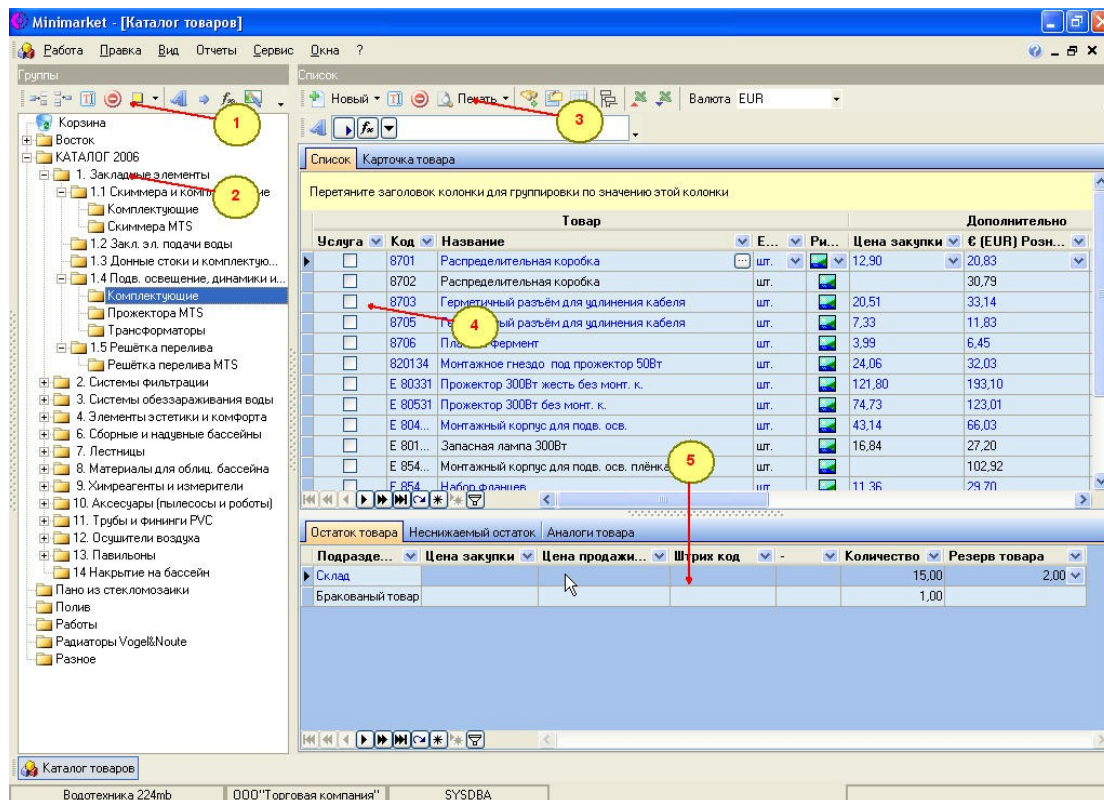 Minimarket - [Каталог товаров]
Работа Правка Вид Отчеты Сервис Окна ?
Группы
Список
Новый Печать Валюта EUR
1
3
Корзина
Восток
КАТАЛОГ 2006
1. Закладные элементы
2
1.1 Скиммера и
Комплектующие
Скиммера MTS
1.2 Закл. эл. подачи воды
1.3 Донные стоки и комплектую...
1.4 Подв. освещение, динамики и...
Комплектующие
Прожектора MTS
Трансформаторы
1.5 Решётка перелива
Решётка перелива MTS
2. Системы фильтрации
3. Системы обеззараживания воды
4. Элементы эстетики и комфорта
6. Сборные и надувные бассейны
7. Лестницы
8. Материалы для облиц. бассейна
9. Химреагенты и измерители
10. Аксесуары (пылесосы и роботы)
11. Трубы и фининги PVC
12. Осушители воздуха
13. Павильоны
14 Накрытие на бассейн
Пано из стекломозаики
Полив
Работы
Радиаторы Vogel&Noute
Разное
Список Карточка товара
Перетяните заголовок колонки для группировки по значению этой колонки
Товар Дополнительно
Услуга Код Название Е... Ри... Цена закупки € (EUR) Розн...
8701 Распределительная коробка шт. 12,90 20,83
8702 Распределительная коробка шт. 30,79
8703 Герметичный разъём для удлинения кабеля шт. 20,51 33,14
4
8705 разъём для удлинения кабеля шт. 7,33 11,83
8706 фермент шт. 3,99 6,45
820134 Монтажное гнездо под прожектор 50Вт шт. 24,06 32,03
E 80331 Прожектор 300Вт жесть без монт. к. шт. 121,80 193,10
E 80531 Прожектор 300Вт без монт. к. шт. 74,73 123,01
E 804... Монтажный корпус для подв. осв. шт. 43,14 66,03
E 801... Запасная лампа 300Вт шт. 16,84 27,20
5
E 854... Монтажный корпус для подв. осв. плёнка шт. 102,92
E 854... Набор фланцев шт. 11,36 29,70
Остаток товара Неснижаемый остаток Аналоги товара
Подразде... Цена закупки Цена продажи... Штрих код - Количество Резерв товара
Склад 15,00 2,00
Бракованый товар 1,00
Каталог товаров
Водотехника 224mb ООО"Торговая компания" SYSDBA